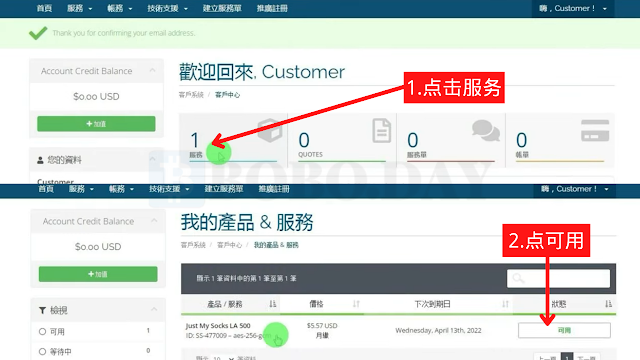 首頁 服務 帳務 技術支援 建立服務單 推廣註冊 嗨, Customer !
Thank you for confirming your email address.
Account Credit Balance
$0.00 USD
+加值
您的資料
Customer
歡迎回來, Customer
客戶系統 / 客戶中心
1.点击服务
1
服務
0
QUOTES
0
服務單
0
帳單
BOBO DAY
首頁 服務 帳務 技術支援 建立服務單 推廣註冊 嗨, Customer !
Account Credit Balance
$0.00 USD
+加值
檢視
可用 1
等待中 0
我的產品 & 服務
客戶系統 / 客戶中心 / 我的產品 & 服務
2.点可用
顯示 1 筆資料中的第 1 筆至第 1 筆
產品 / 服務 價格 下次到期日 狀態
Just My Socks LA 500
ID: SS-477009 – aes-256-gcm
$5.57 USD
月繳
Wednesday, April 13th, 2022
可用
顯示 10 筆資料
上一頁 1 下一頁